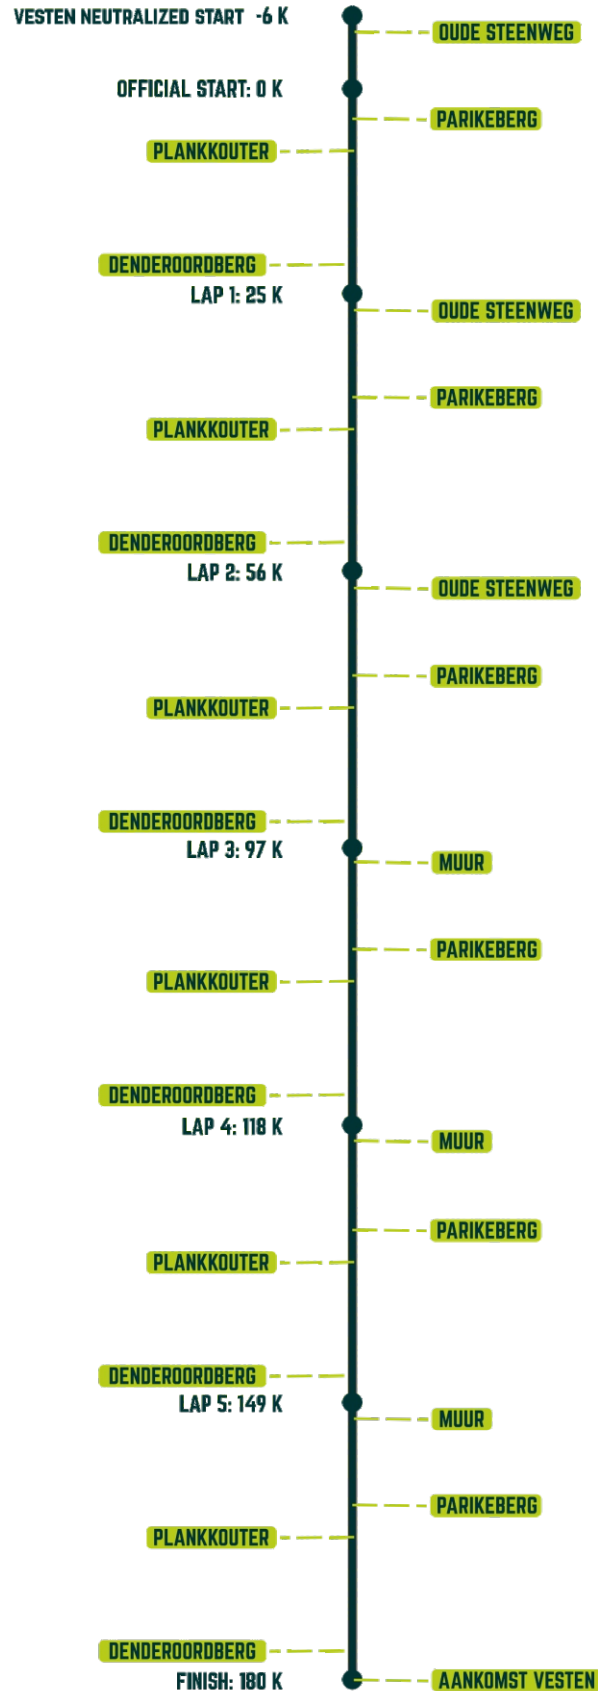 VESTEN NEUTRALIZED START -6 K
OUDE STEENWEG
OFFICIAL START: 0 K
PARIKEBERG
PLANKKOUTER
DENDEROORDBERG
LAP 1: 25 K
OUDE STEENWEG
PARIKEBERG
PLANKKOUTER
DENDEROORDBERG
LAP 2: 56 K
OUDE STEENWEG
PARIKEBERG
PLANKKOUTER
DENDEROORDBERG
LAP 3: 97 K
MUUR
PARIKEBERG
PLANKKOUTER
DENDEROORDBERG
LAP 4: 118 K
MUUR
PARIKEBERG
PLANKKOUTER
DENDEROORDBERG
LAP 5: 149 K
MUUR
PARIKEBERG
PLANKKOUTER
DENDEROORDBERG
FINISH: 180 K
AANKOMST VESTEN